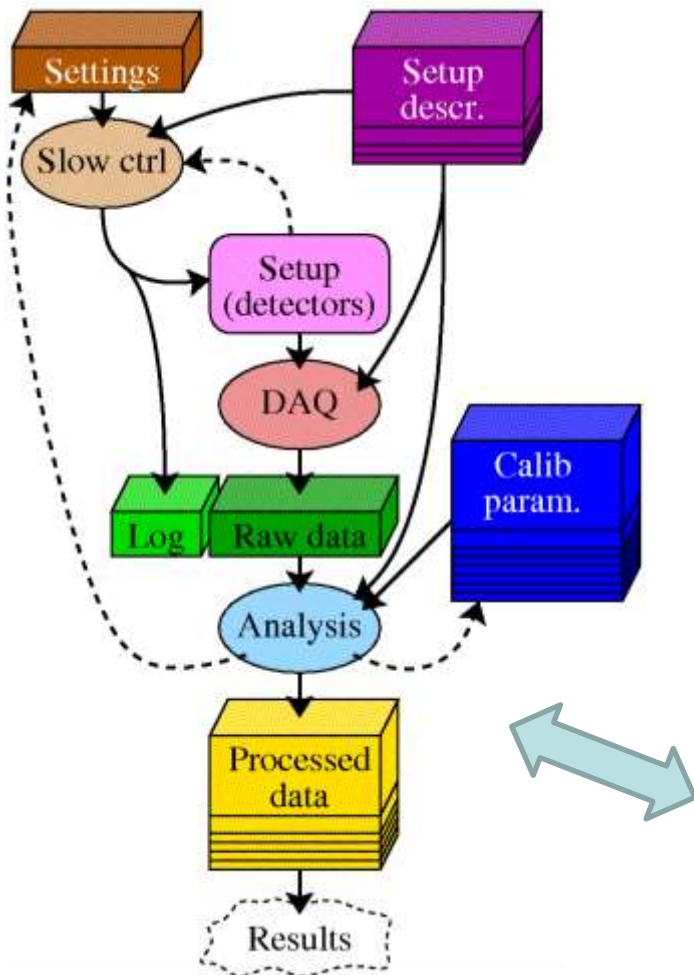 Settings
Setup
descr.
Slow ctrl
Setup
(detectors)
DAQ
Calib
param.
Log
Raw data
Analysis
Processed
data
Results